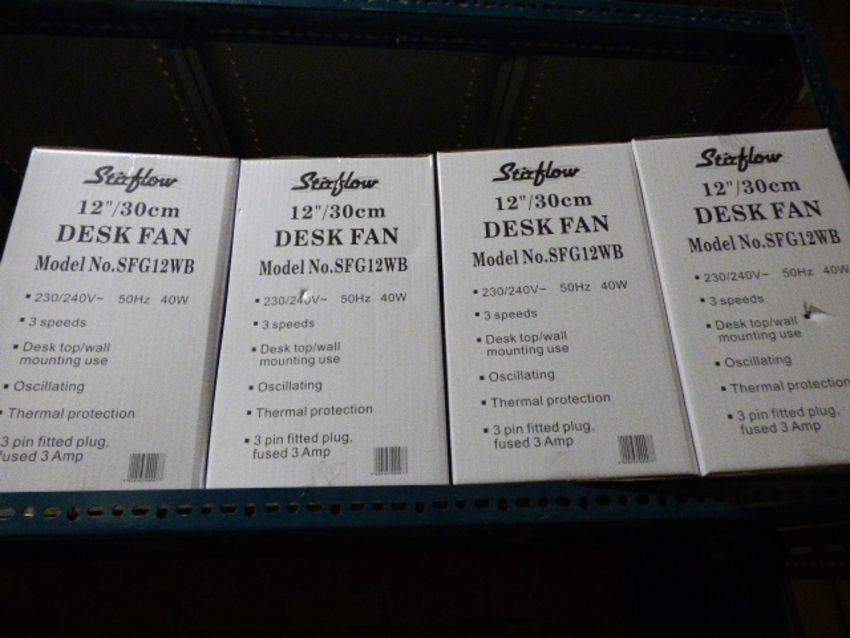 Stirflow
12"/30cm
DESK FAN
Model No.SFG12WB
▪ 230/240V~ 50Hz 40W
▪ 3 speeds
▪ Desk top/wall
mounting use
▪ Oscillating
▪ Thermal protection
3 pin fitted plug,
fused 3 Amp
Stirflow
12"/30cm
DESK FAN
Model No.SFG12WB
▪ 230/240V~ 50Hz 40W
▪ 3 speeds
▪ Desk top/wall
mounting use
▪ Oscillating
▪ Thermal protection
▪ 3 pin fitted plug,
fused 3 Amp
Stirflow
12"/30cm
DESK FAN
Model No.SFG12WB
▪ 230/240V~ 50Hz 40W
▪ 3 speeds
▪ Desk top/wall
mounting use
▪ Oscillating
▪ Thermal protection
▪ 3 pin fitted plug,
fused 3 Amp
Stirflow
12"/30cm
DESK FAN
Model No.SFG12WB
▪ 230/240V~ 50Hz 40W
▪ 3 speeds
▪ Desk top/wall
mounting use
▪ Oscillating
▪ Thermal protection
▪ 3 pin fitted plug,
fused 3 Amp